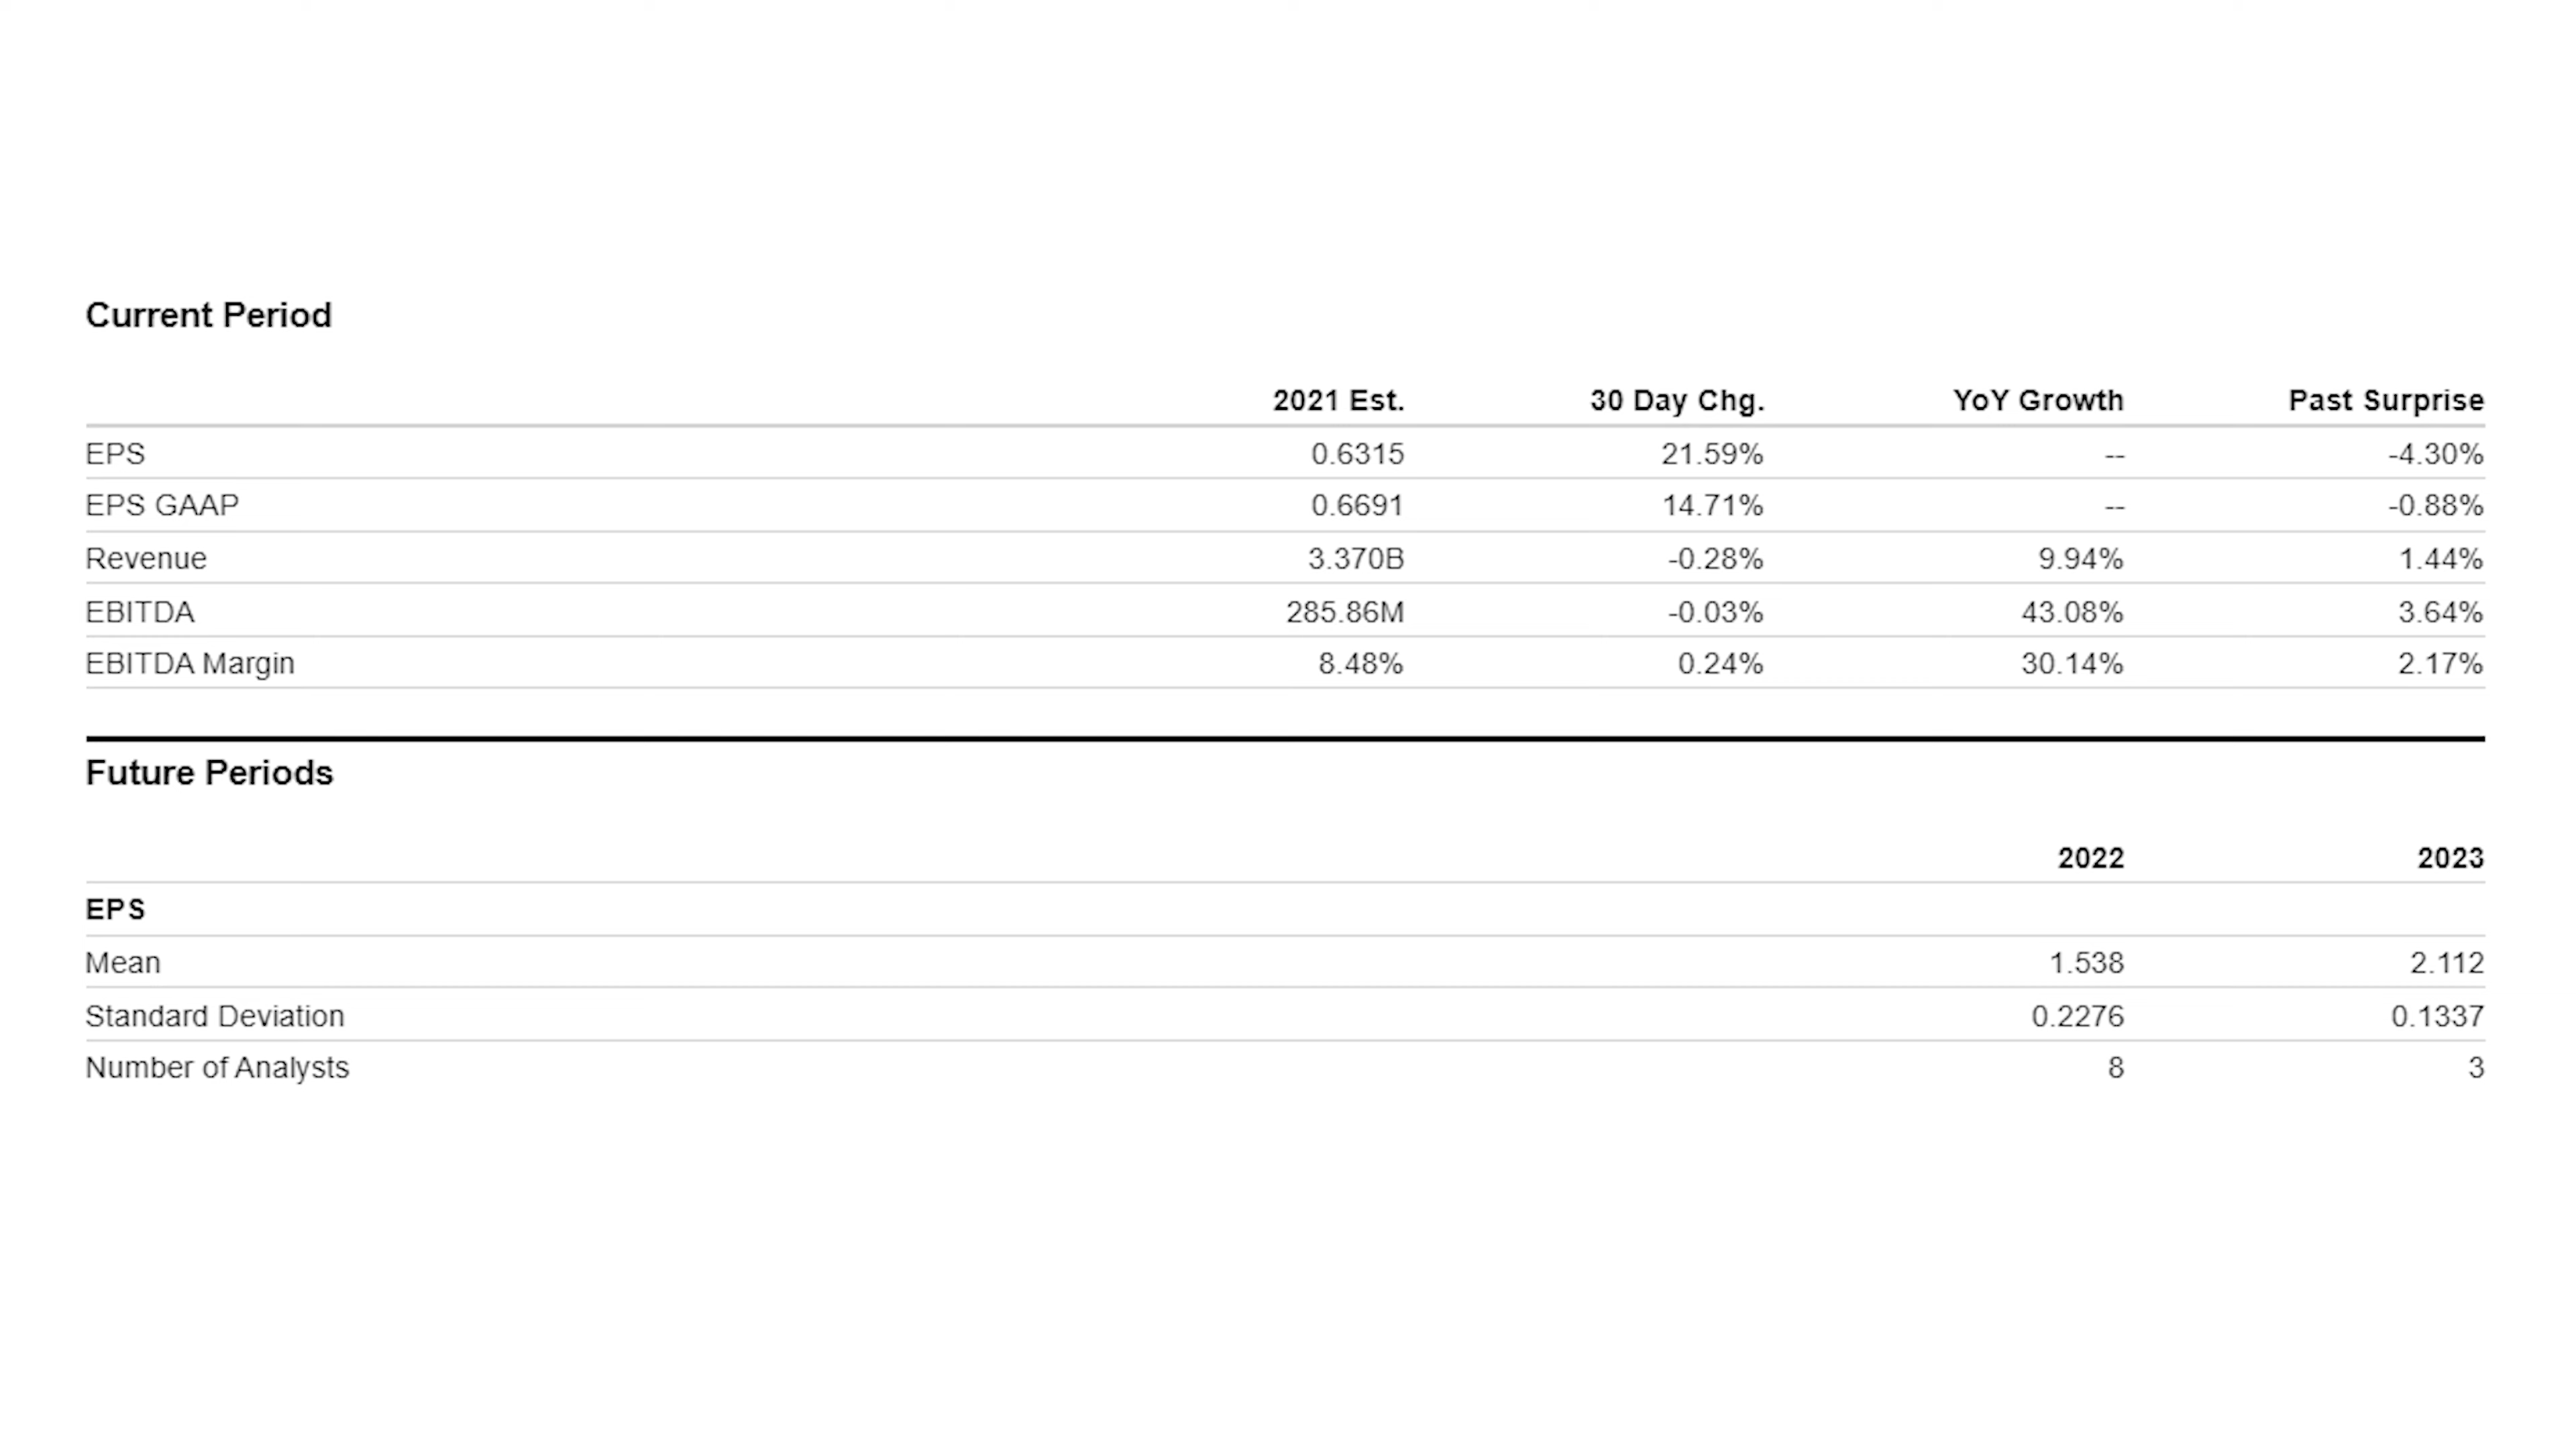 Current Period
2021 Est. 30 Day Chg. YoY Growth Past Surprise
EPS 0.6315 21.59% -- -4.30%
EPS GAAP 0.6691 14.71% -- -0.88%
Revenue 3.370B -0.28% 9.94% 1.44%
EBITDA 285.86M -0.03% 43.08% 3.64%
EBITDA Margin 8.48% 0.24% 30.14% 2.17%
Future Periods
2022 2023
EPS
Mean 1.538 2.112
Standard Deviation 0.2276 0.1337
Number of Analysts 8 3